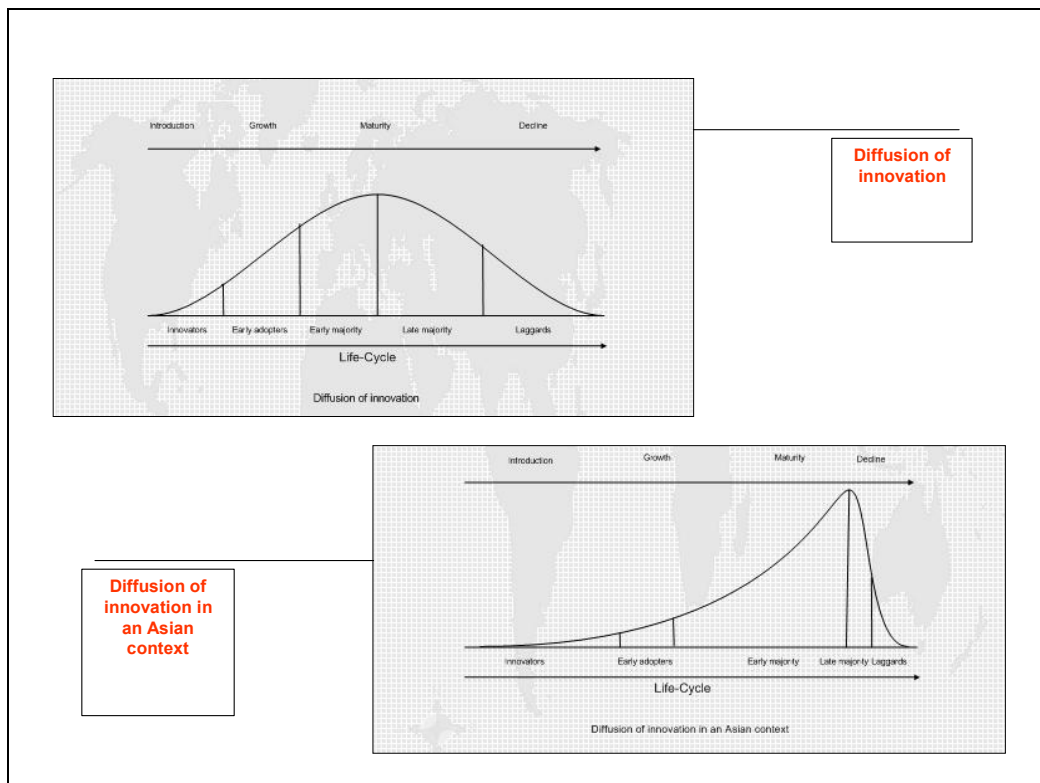 Introduction Growth Maturity Decline
Diffusion of
innovation
Innovators Early adopters Early majority Late majority Laggards
Life-Cycle
Diffusion of innovation
Introduction Growth Maturity Decline
Diffusion of
innovation in
an Asian
context
Innovators Early adopters Early majority Late majority Laggards
Life-Cycle
Diffusion of innovation in an Asian context